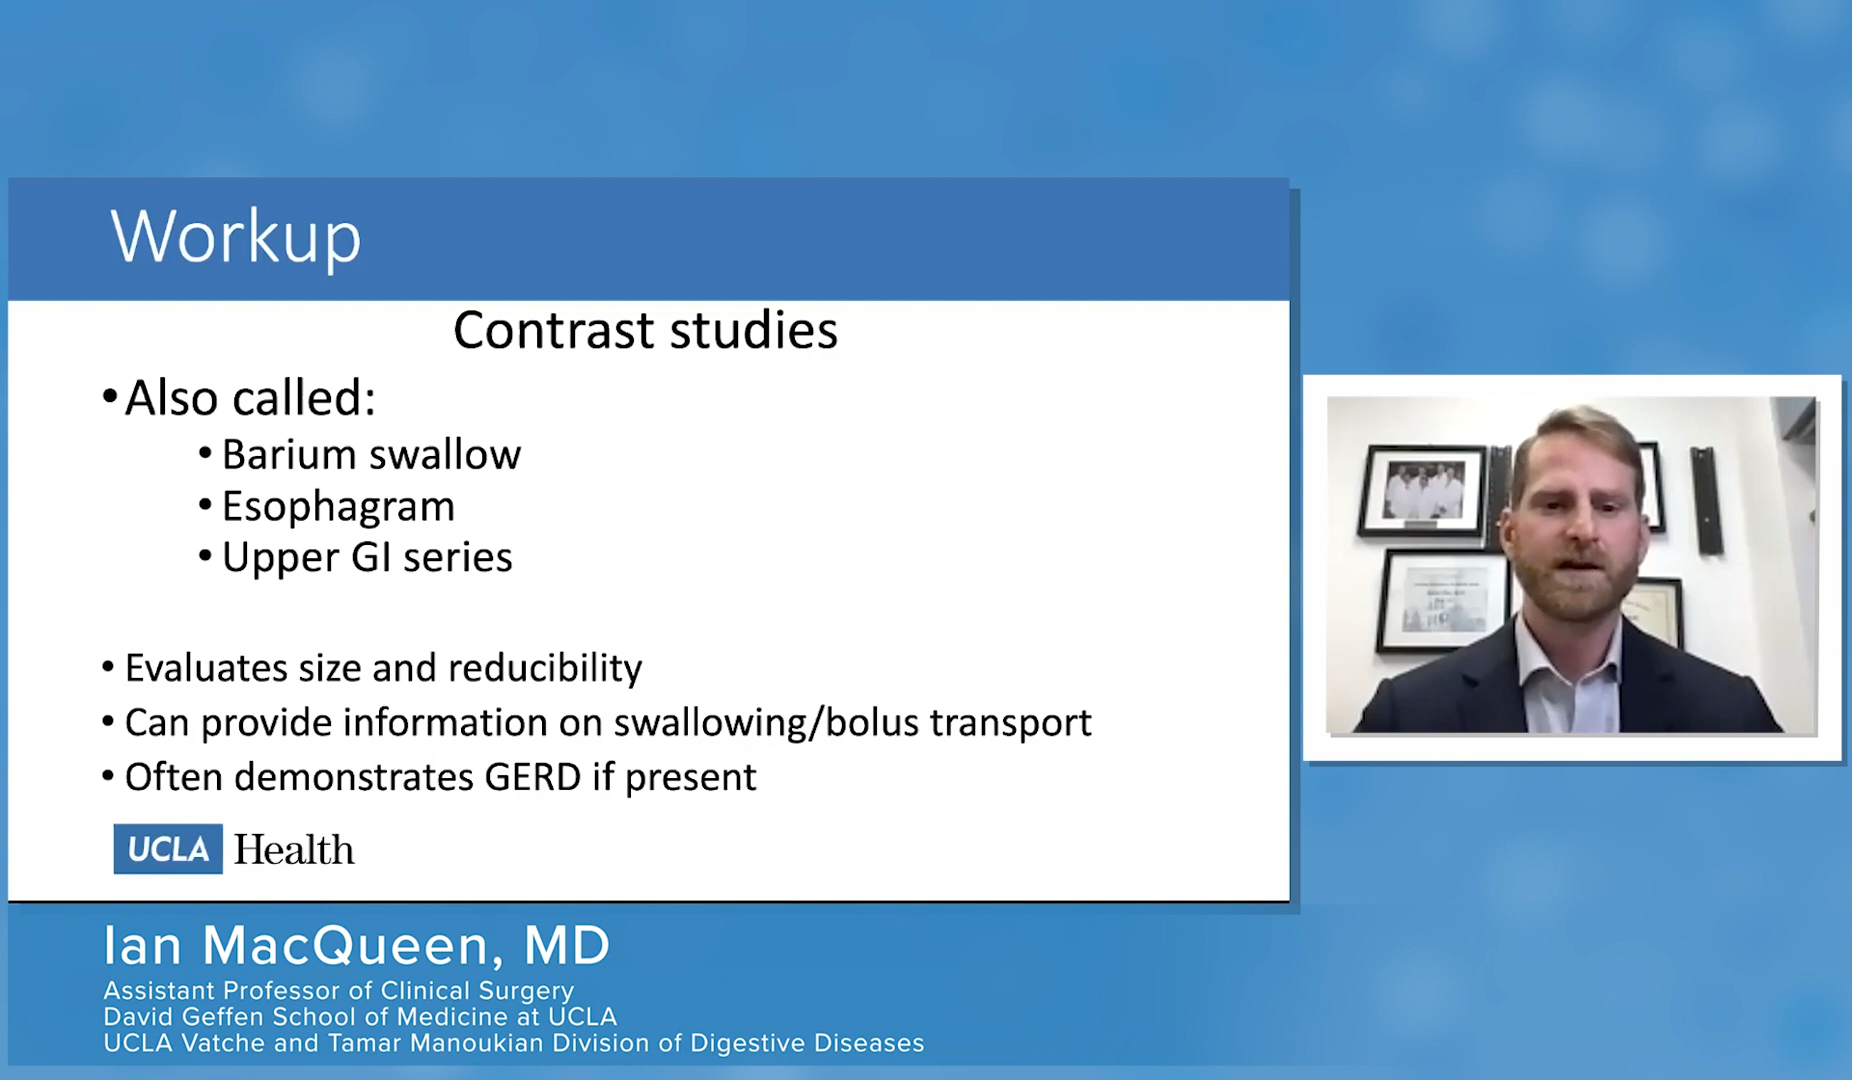 Workup
Contrast studies
• Also called:
• Barium swallow
• Esophagram
• Upper GI series
• Evaluates size and reducibility
• Can provide information on swallowing/bolus transport
• Often demonstrates GERD if present
UCLA Health
Ian MacQueen, MD
Assistant Professor of Clinical Surgery
David Geffen School of Medicine at UCLA
UCLA Vatche and Tamar Manoukian Division of Digestive Diseases